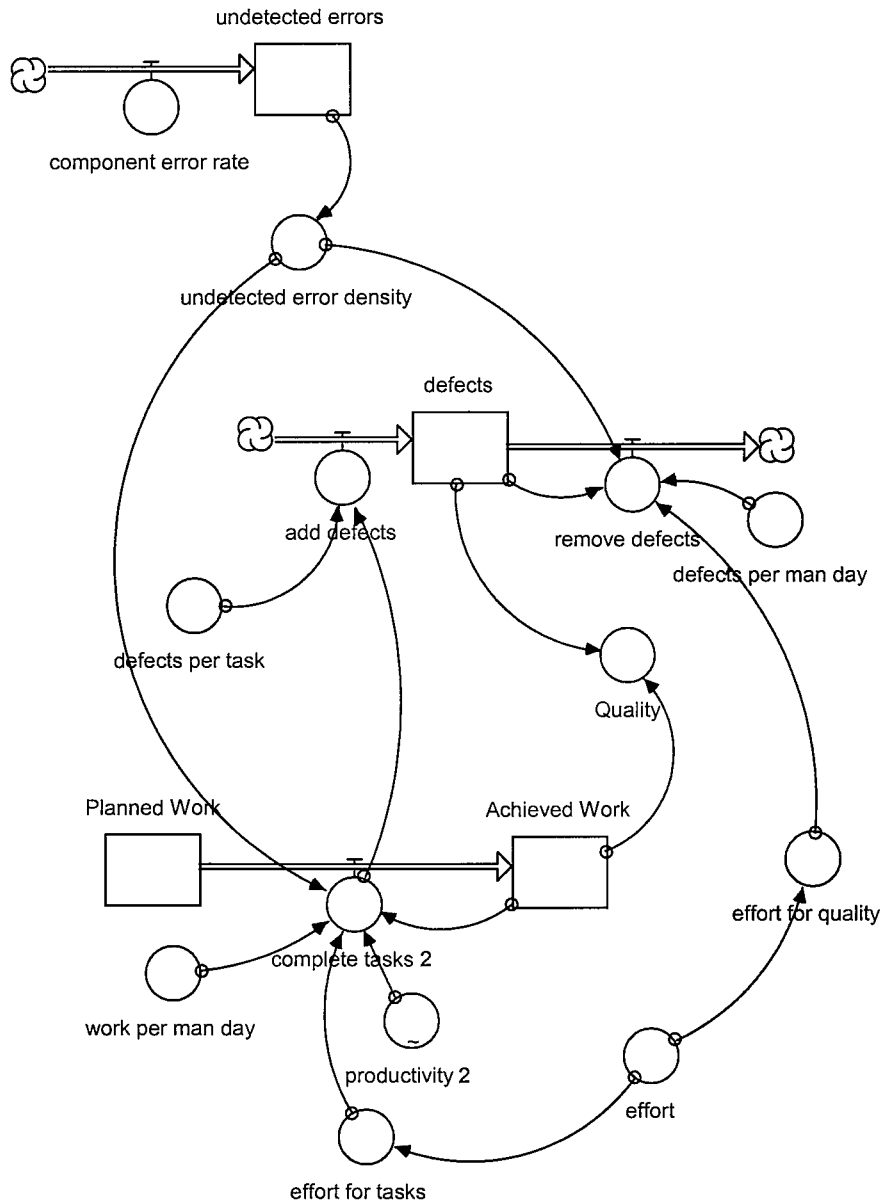 undetected errors
component error rate
undetected error density
defects
add defects
remove defects
defects per man day
defects per task
Quality
Planned Work
Achieved Work
effort for quality
complete tasks 2
work per man day
~
productivity 2
effort
effort for tasks